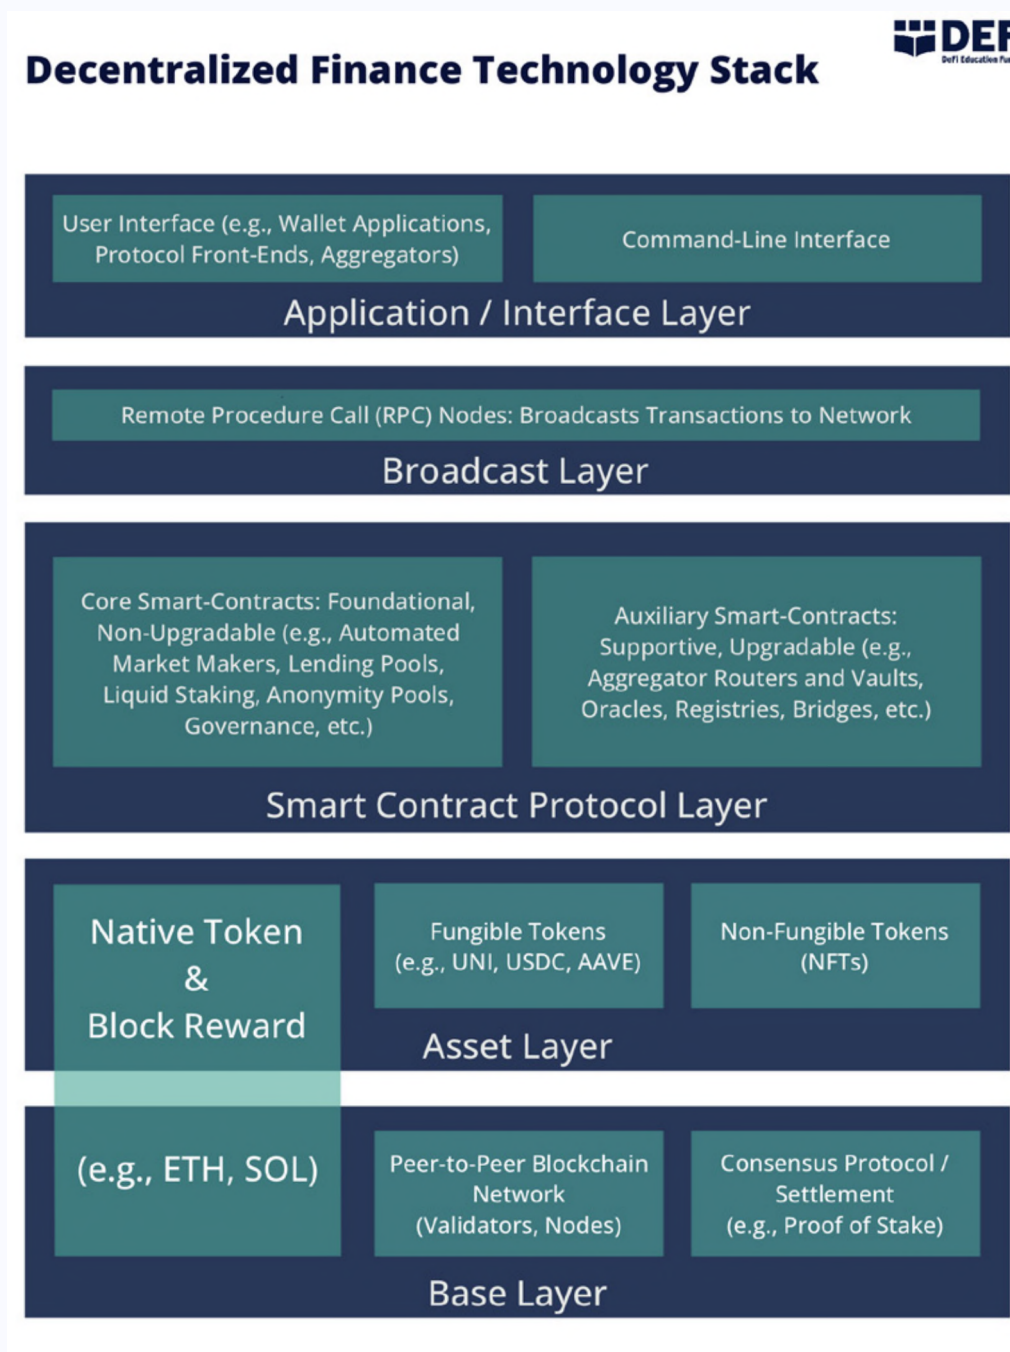 DEF
DeFi Education Fun
Decentralized Finance Technology Stack
User Interface (e.g., Wallet Applications,
Protocol Front-Ends, Aggregators)
Command-Line Interface
Application / Interface Layer
Remote Procedure Call (RPC) Nodes: Broadcasts Transactions to Network
Broadcast Layer
Core Smart-Contracts: Foundational,
Non-Upgradable (e.g., Automated
Market Makers, Lending Pools,
Liquid Staking, Anonymity Pools,
Governance, etc.)
Auxiliary Smart-Contracts:
Supportive, Upgradable (e.g.,
Aggregator Routers and Vaults,
Oracles, Registries, Bridges, etc.)
Smart Contract Protocol Layer
Native Token
&
Block Reward
(e.g., ETH, SOL)
Fungible Tokens
(e.g., UNI, USDC, AAVE)
Non-Fungible Tokens
(NFTs)
Asset Layer
Peer-to-Peer Blockchain
Network
(Validators, Nodes)
Consensus Protocol /
Settlement
(e.g., Proof of Stake)
Base Layer